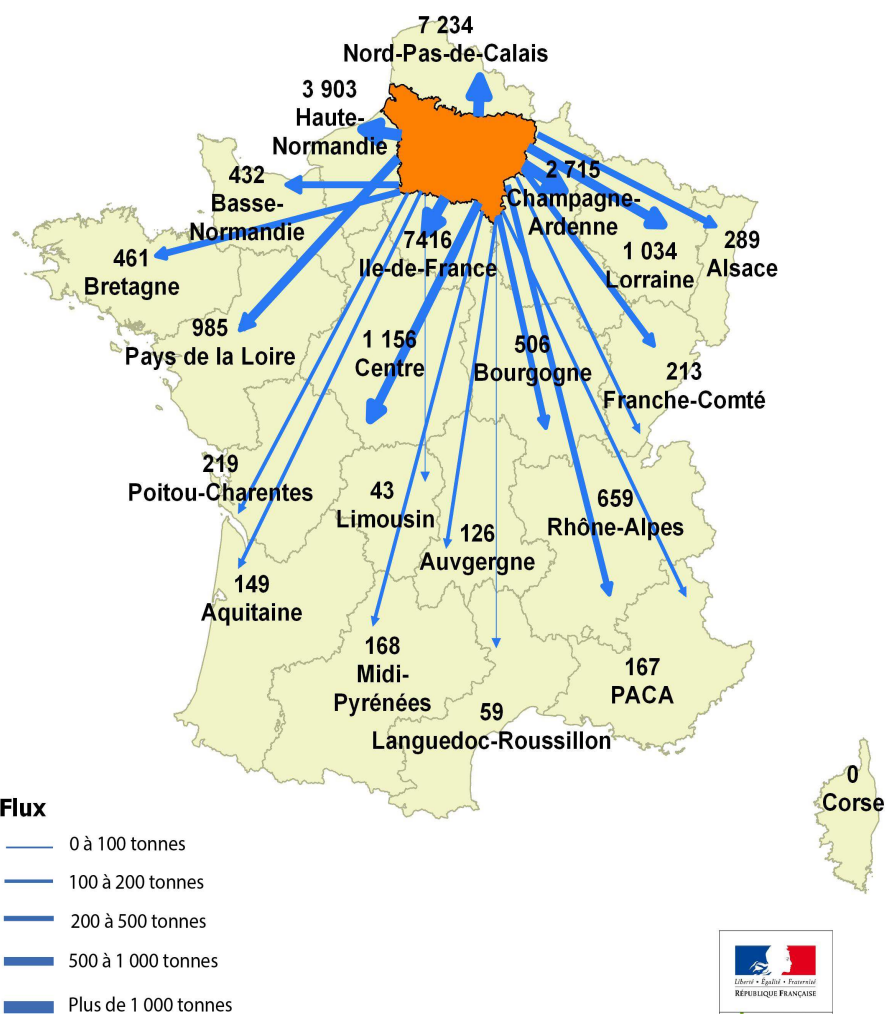 7 234
Nord-Pas-de-Calais
3 903
Haute-
Normandie
432
Basse-
Normandie
2 715
Champagne-
Ardenne
461
Bretagne
7416
Ile-de-France
1 034
Lorraine
289
Alsace
985
Pays de la Loire
1 156
Centre
506
Bourgogne
213
Franche-Comté
219
Poitou-Charentes
43
Limousin
126
Auvgergne
659
Rhône-Alpes
149
Aquitaine
168
Midi-
Pyrénées
167
PACA
59
Languedoc-Roussillon
0
Corse
Flux
0 à 100 tonnes
100 à 200 tonnes
200 à 500 tonnes
500 à 1 000 tonnes
Plus de 1 000 tonnes
Liberté • Égalité • Fraternité
RÉPUBLIQUE FRANÇAISE